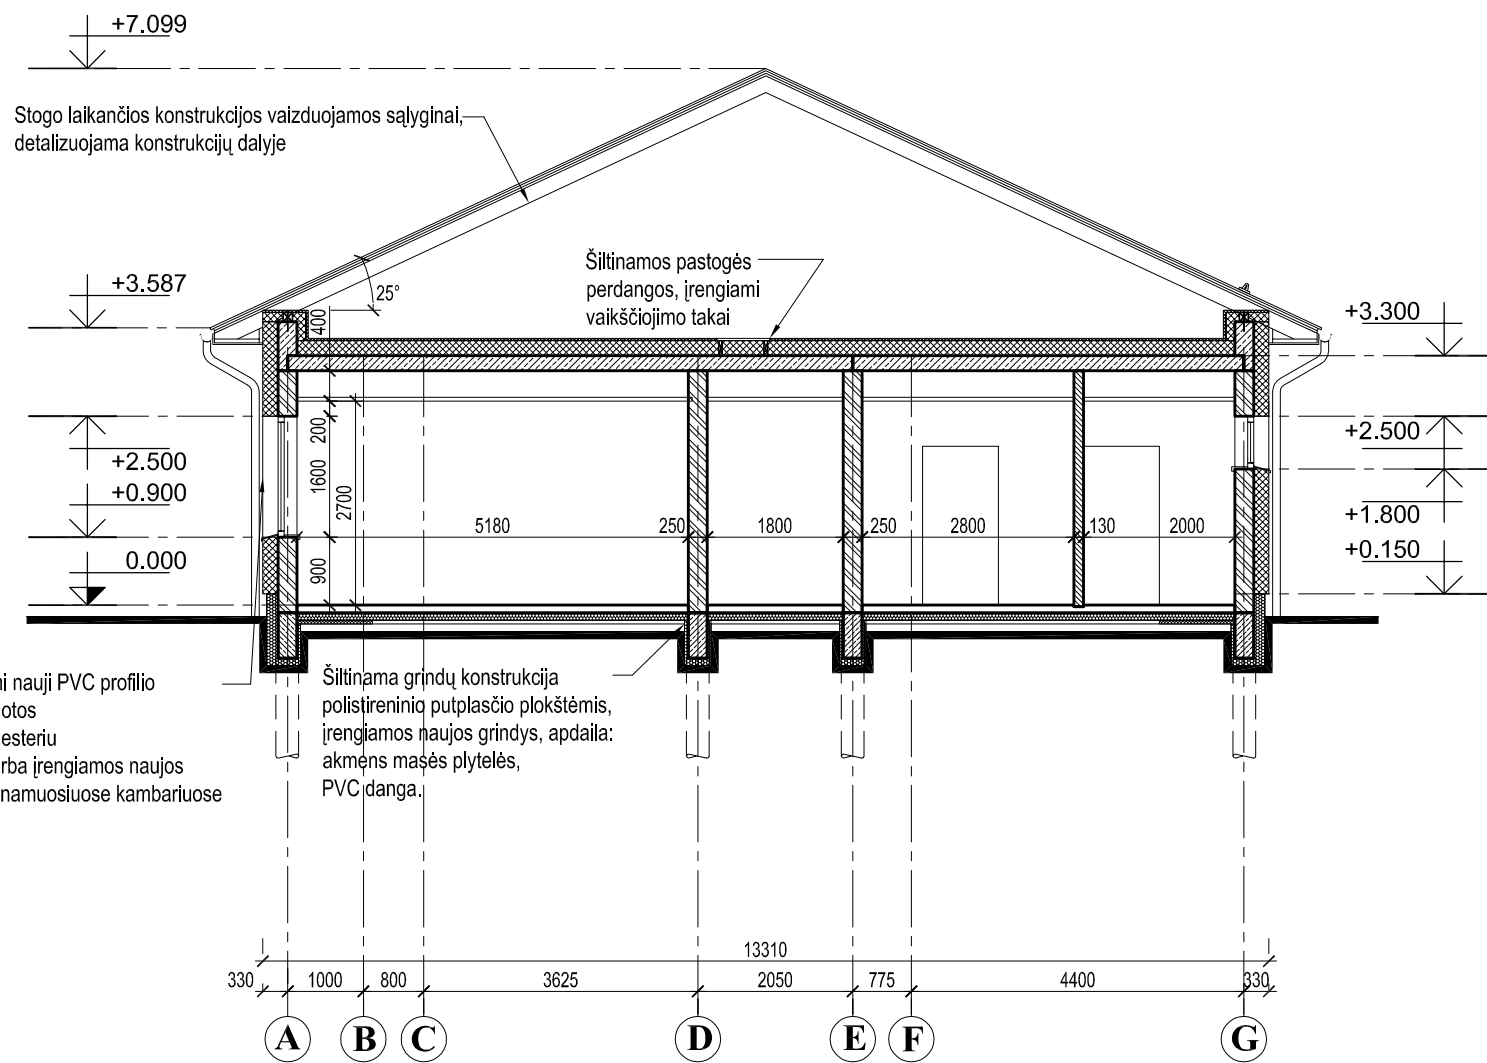 +7.099
Stogo laikančios konstrukcijos vaizduojamos sąlyginai,
detalizuojama konstrukcijų dalyje
Šiltinamos pastogės
perdangos, įrengiami
vaikščiojimo takai
+3.587
25°
400
+3.300
200
+2.500
1600
2700
+0.900
5180
250
1800
250
2800
130
2000
+2.500
+1.800
0.000
900
+0.150
ni nauji PVC profilio
otos
esteriu
rba įrengiamos naujos
namuosiuose kambariuose
Šiltinama grindų konstrukcija
polistireninio putplasčio plokštėmis,
įrengiamos naujos grindys, apdaila:
akmens masės plytelės,
PVC danga.
13310
330 1000 800 3625 2050 775 4400 330
A B C D E F G